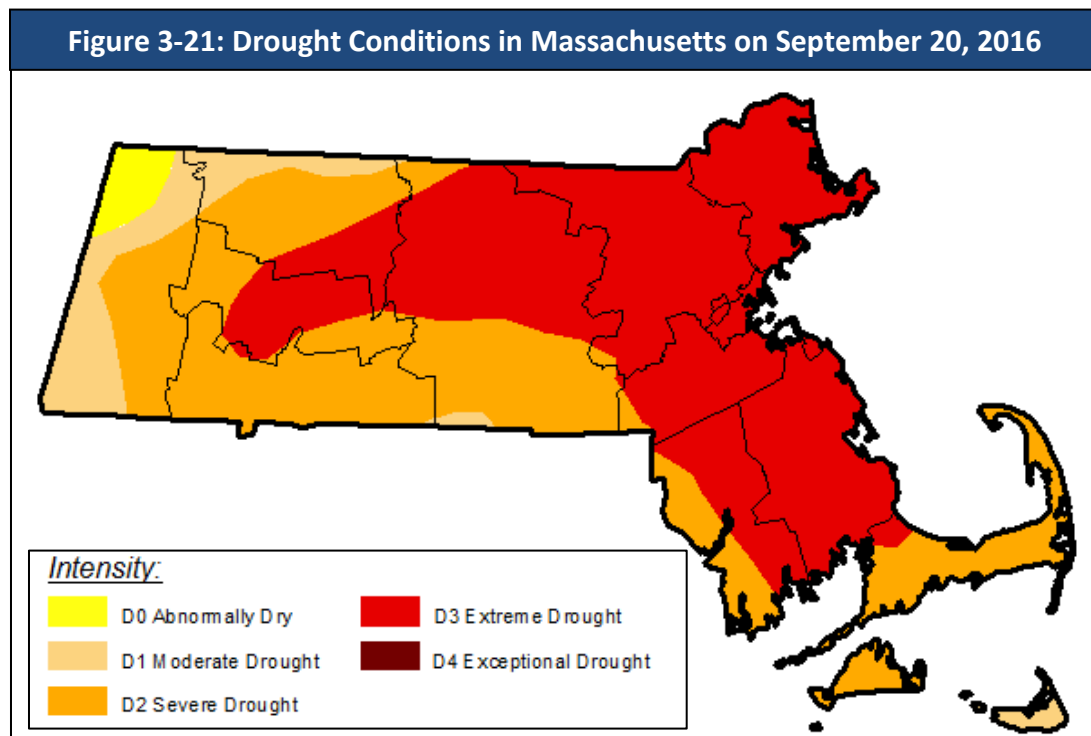 Figure 3-21: Drought Conditions in Massachusetts on September 20, 2016
Intensity:
D0 Abnormally Dry
D1 Moderate Drought
D2 Severe Drought
D3 Extreme Drought
D4 Exceptional Drought